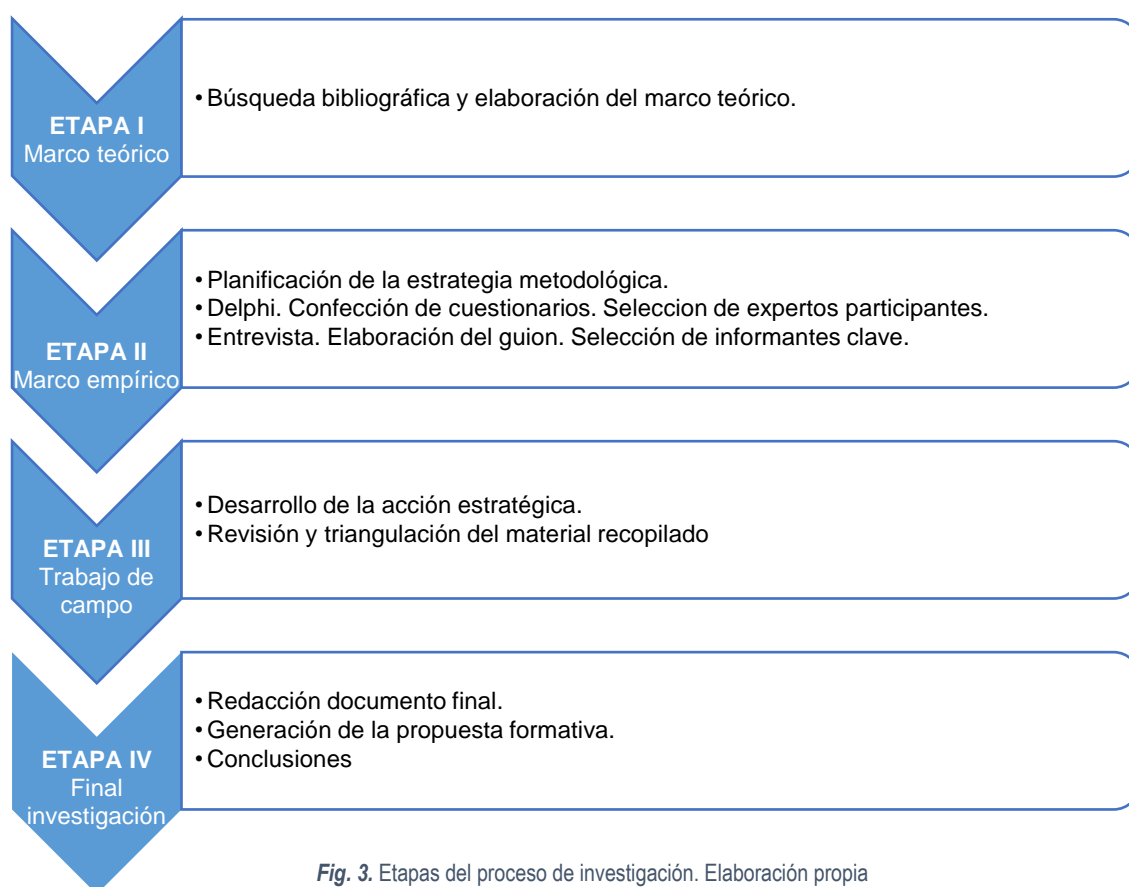 ETAPA I
Marco teórico
• Búsqueda bibliográfica y elaboración del marco teórico.
ETAPA II
Marco empírico
• Planificación de la estrategia metodológica.
• Delphi. Confección de cuestionarios. Seleccion de expertos participantes.
• Entrevista. Elaboración del guion. Selección de informantes clave.
ETAPA III
Trabajo de
campo
• Desarrollo de la acción estratégica.
• Revisión y triangulación del material recopilado
ETAPA IV
Final
investigación
• Redacción documento final.
• Generación de la propuesta formativa.
• Conclusiones
Fig. 3. Etapas del proceso de investigación. Elaboración propia